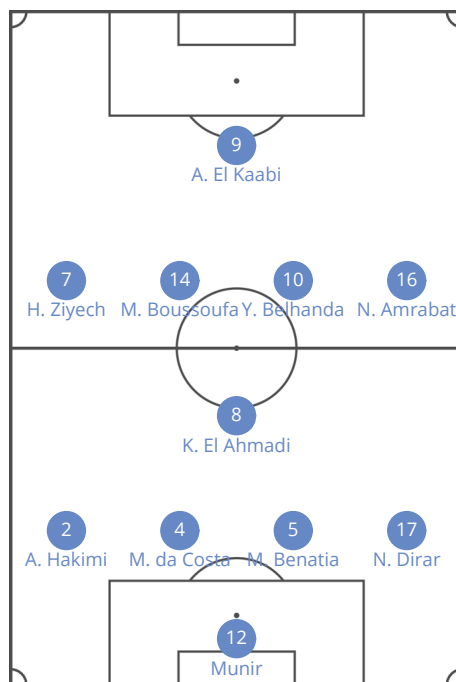 9
A. El Kaabi
7 14 10 16
H. Ziyech M. Boussoufa Y. Belhanda N. Amrabat
8
K. El Ahmadi
2 4 5 17
A. Hakimi M. da Costa M. Benatia N. Dirar
12
Munir